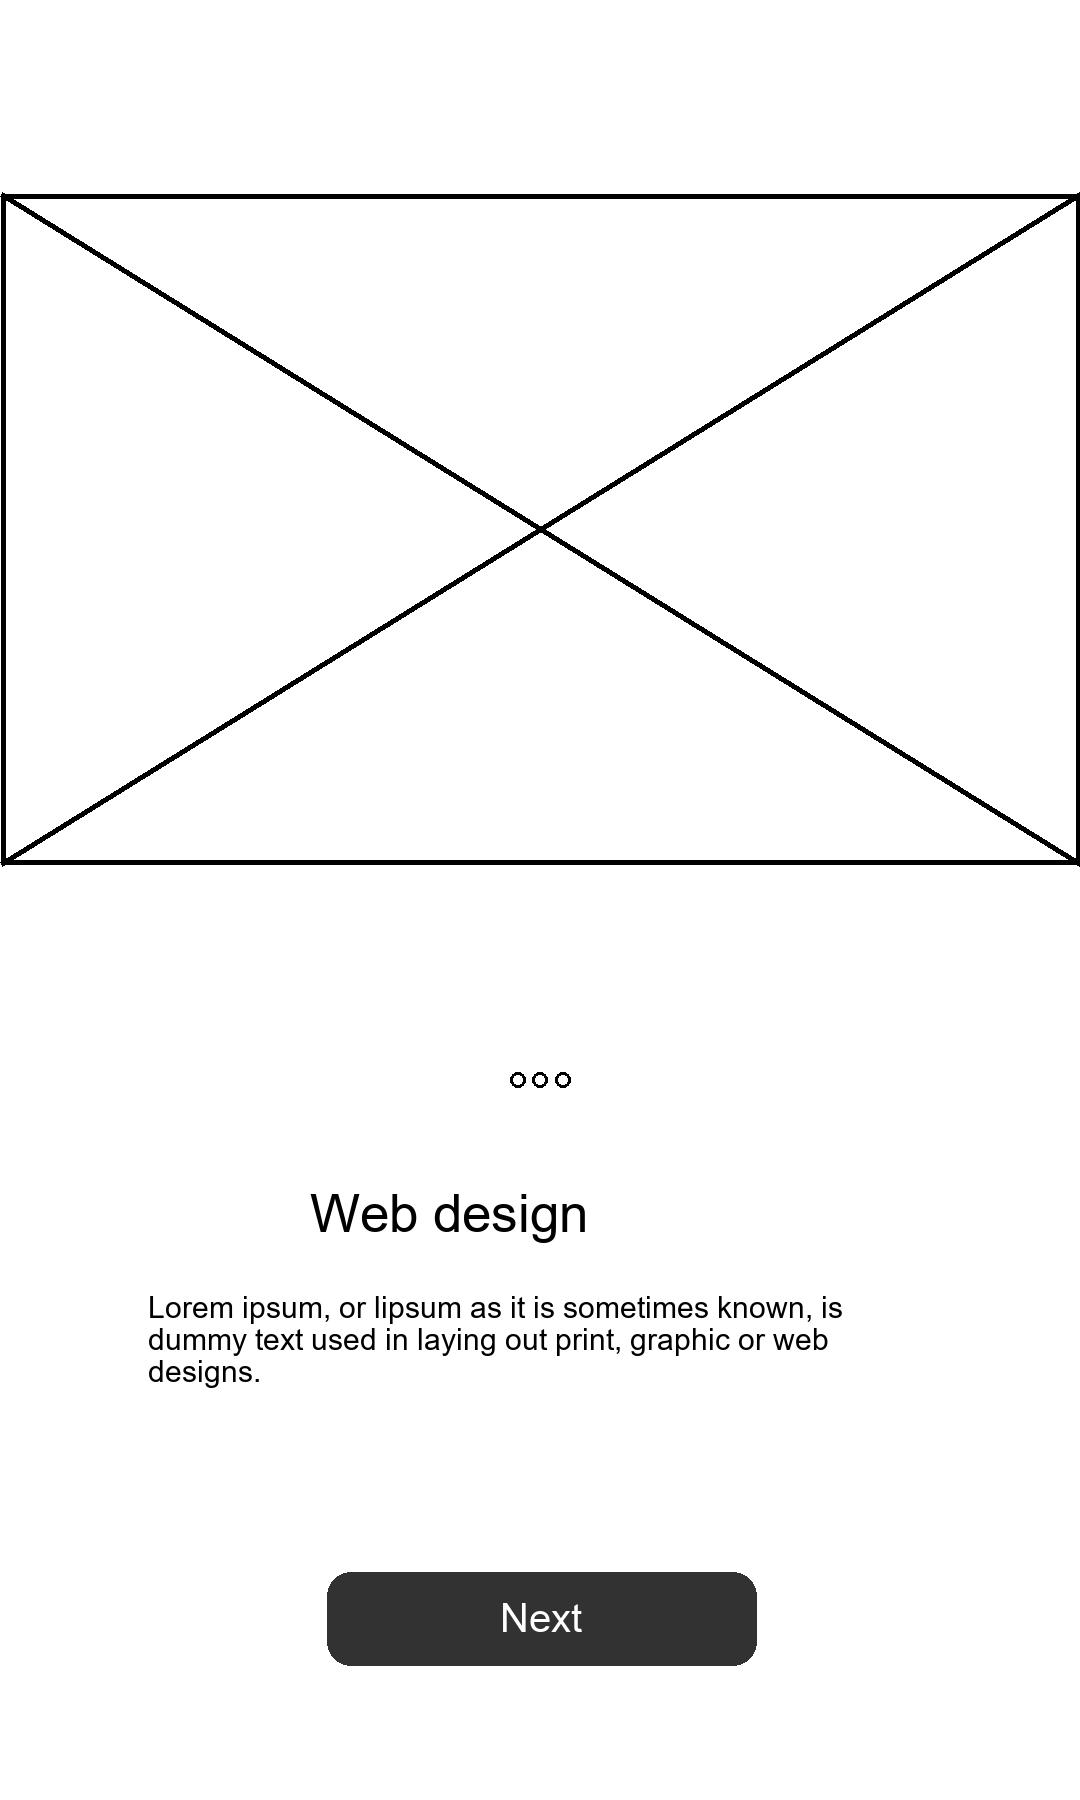 Web design
Lorem ipsum, or lipsum as it is sometimes known, is
dummy text used in laying out print, graphic or web
designs.
Next